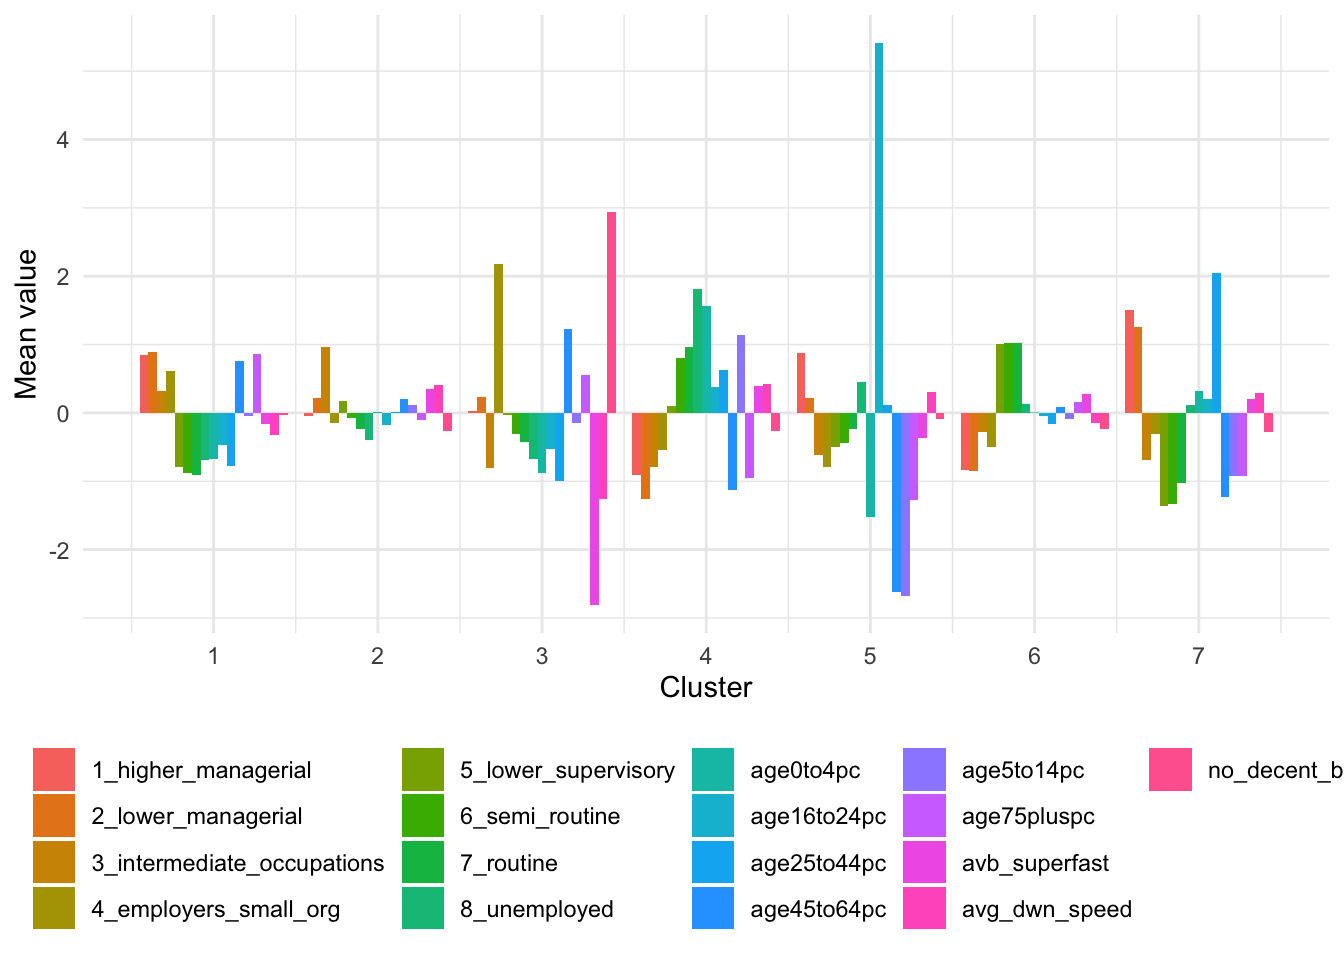 4
2
0
-2
Mean value
1 2 3 4 5 6 7
Cluster
1_higher_managerial 5_lower_supervisory age0to4pc age5to14pc no_decent_b
2_lower_managerial 6_semi_routine age16to24pc age75pluspc
3_intermediate_occupations 7_routine age25to44pc avb_superfast
4_employers_small_org 8_unemployed age45to64pc avg_dwn_speed